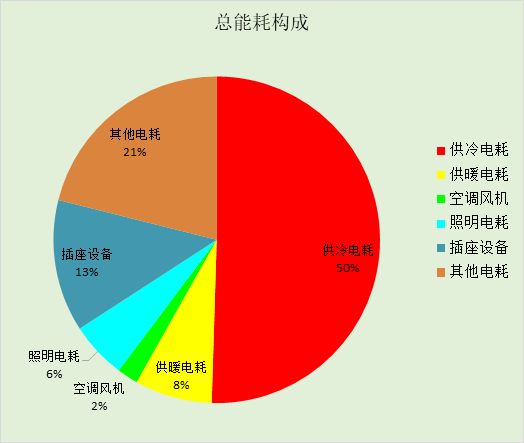 总能耗构成
其他电耗
21%
供冷电耗
50%
插座设备
13%
照明电耗
6%
空调风机
2%
供暖电耗
8%
供冷电耗
供暖电耗
空调风机
照明电耗
插座设备
其他电耗